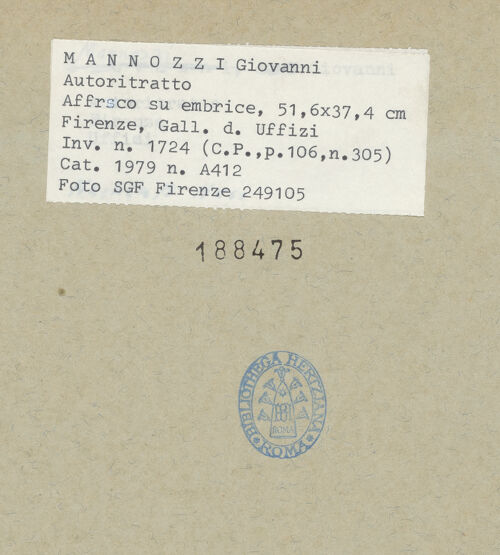 M A N N O Z Z I Giovanni
Autoritratto
Affrsco su embrice, 51,6x37,4 cm
Firenze, Gall. d. Uffizi
Inv. n. 1724 (C.P.,p.106,n.305)
Cat. 1979 n. A412
Foto SGF Firenze 249105
188475
BIBLIOTHECA HERTZIANA
ROMA
ROMA